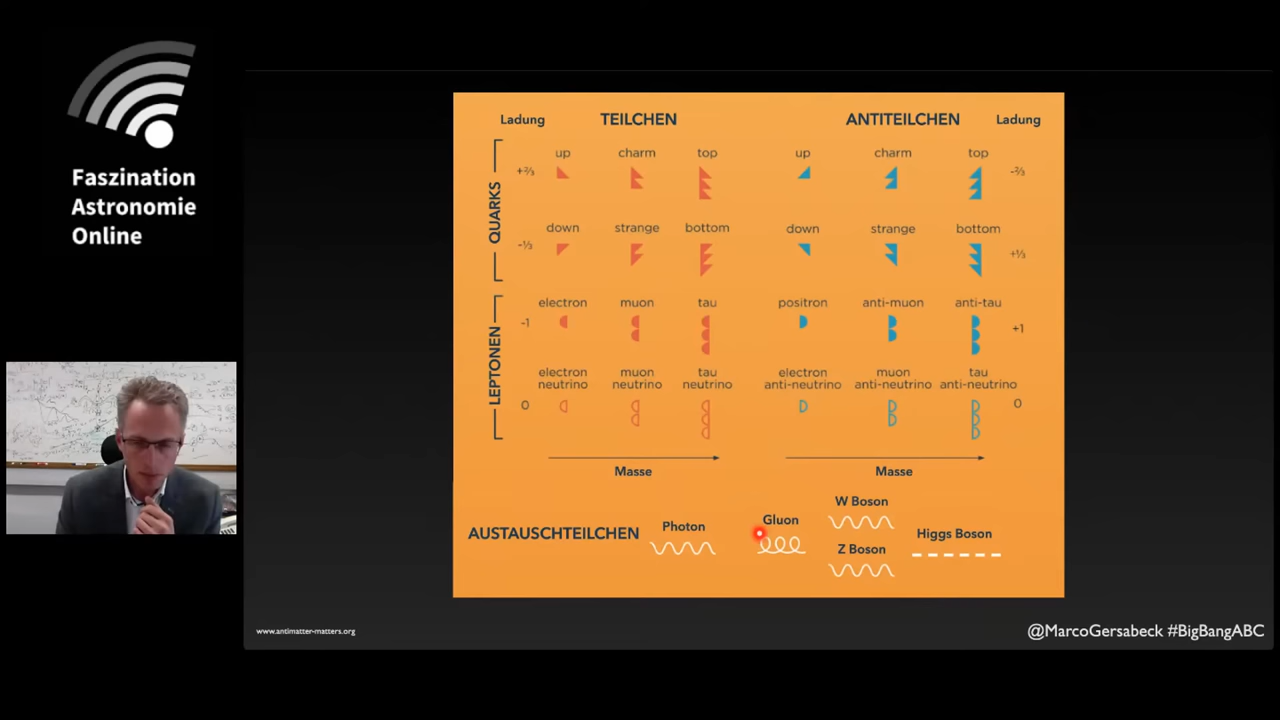 Faszination
Astronomie
Online
Ladung TEILCHEN ANTITEILCHEN Ladung
QUARKS
up charm top up charm top
+⅔ -⅔
down strange bottom down strange bottom
-⅓ +⅓
LEPTONEN
electron muon tau positron anti-muon anti-tau
-1 +1
electron neutrino muon neutrino tau neutrino electron anti-neutrino muon anti-neutrino tau anti-neutrino
0 0
Masse Masse
AUSTAUSCHTEILCHEN
Photon
Gluon
W Boson
Z Boson
Higgs Boson
www.antimatter-matters.org
@MarcoGersabeck #BigBangABC